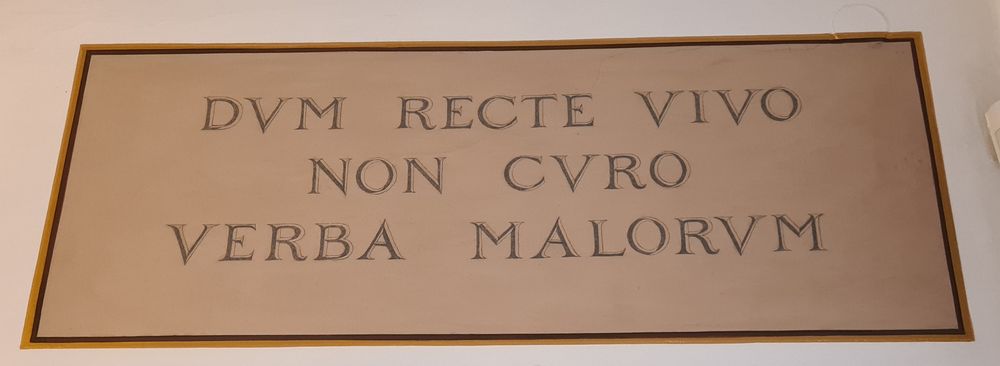 DVM RECTE VIVO
NON CVRO
VERBA MALORVM